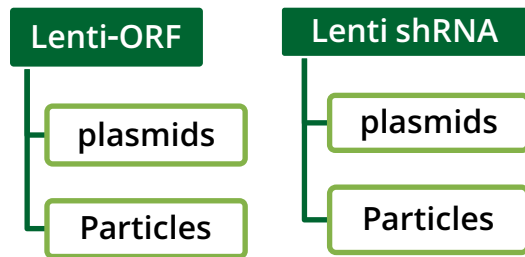 Lenti-ORF
plasmids
Particles
Lenti shRNA
plasmids
Particles